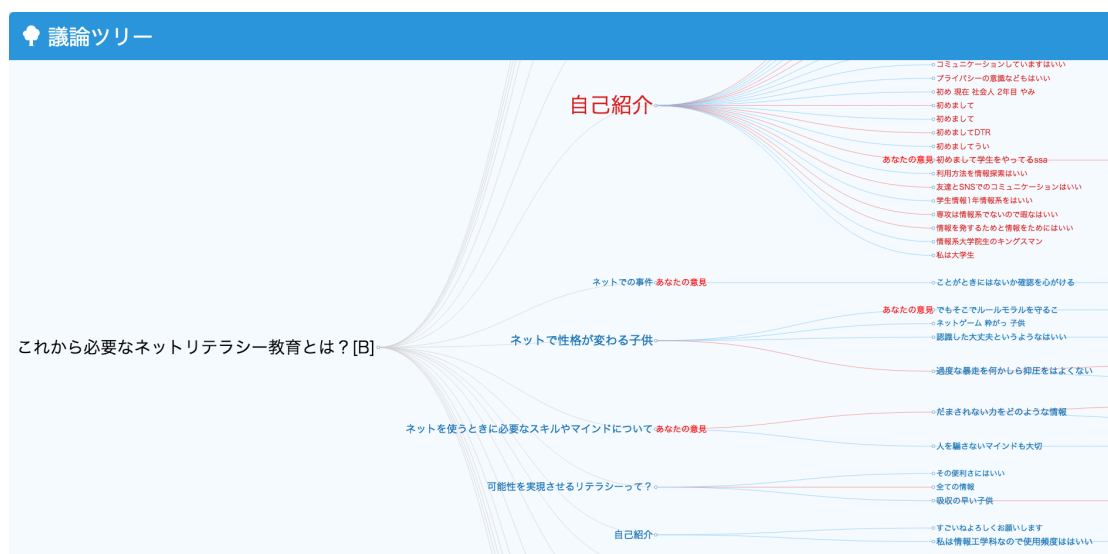 議論ツリー
コミュニケーションしていますはい
プライバシーの意識などもはい
初め 現在 社会人 2年目 やみ
自己紹介
初めまして
初めまして
初めましてDTR
初めましてうい
あなたの意見 初めまして学生をやってるssa
利用方法を情報探索はいい
友達とSNSでのコミュニケーションはいい
学生情報1年情報系をはいい
専攻は情報系でないので暇なはいい
情報を発するためと情報をためにはいい
情報系大学院生のキングスマン
私は大学生
ネットでの事件 あなたの意見 ことがときにはないか確認を心がける
あなたの意見 でもそこでルールモラルを守るこ
ネットゲーム 粋がっ 子供
ネットで性格が変わる子供
認識した大丈夫というようなはいい
これから必要なネットリテラシー教育とは？[B]
過度な暴走を何かしら抑圧をはよくない
だまされない力をどのような情報
ネットを使うときに必要なスキルやマインドについて あなたの意見
人を騙さないマインドも大切
その便利さにはいい
可能性を実現させるリテラシーって？
全ての情報
吸収の早い子供
すごいねよろしくお願いします
自己紹介
私は情報工学科なので使用頻度ははいい